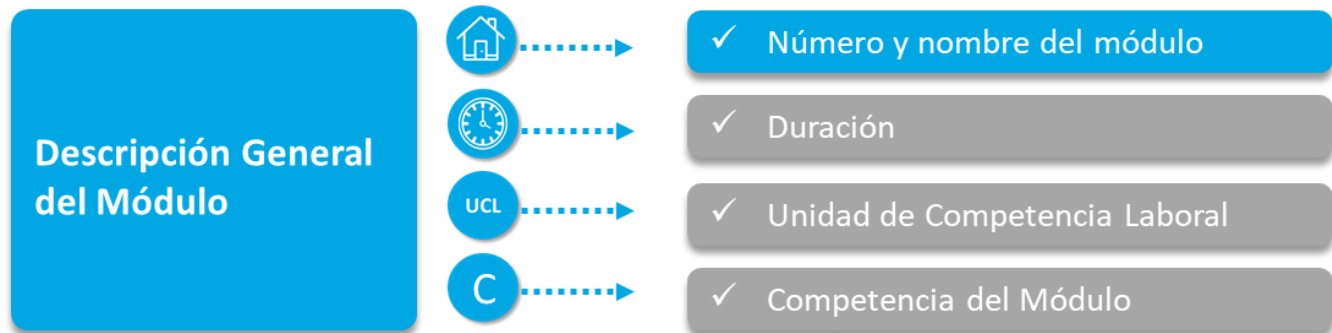 Descripción General
del Módulo
✓ Número y nombre del módulo
✓ Duración
UCL
✓ Unidad de Competencia Laboral
C
✓ Competencia del Módulo